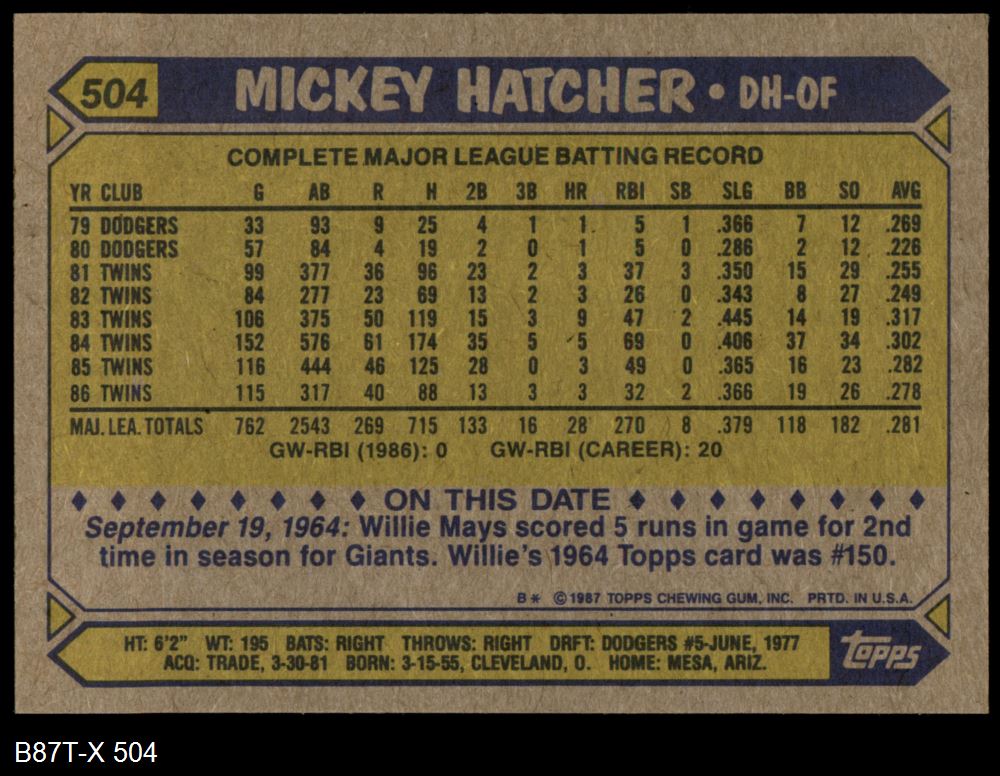 504 MICKEY HATCHER • DH-OF
COMPLETE MAJOR LEAGUE BATTING RECORD
YR CLUB G AB R H 2B 3B HR RBI SB SLG BB SO AVG
79 DODGERS 33 93 9 25 4 1 1 5 1 .366 7 12 .269
80 DODGERS 57 84 4 19 2 0 1 5 0 .286 2 12 .226
81 TWINS 99 377 36 96 23 2 3 37 3 .350 15 29 .255
82 TWINS 84 277 23 69 13 2 3 26 0 .343 8 27 .249
83 TWINS 106 375 50 119 15 3 9 47 2 .445 14 19 .317
84 TWINS 152 576 61 174 35 5 5 69 0 .406 37 34 .302
85 TWINS 116 444 46 125 28 0 3 49 0 .365 16 23 .282
86 TWINS 115 317 40 88 13 3 3 32 2 .366 19 26 .278
MAJ. LEA. TOTALS 762 2543 269 715 133 16 28 270 8 .379 118 182 .281
GW-RBI (1986): 0 GW-RBI (CAREER): 20
ON THIS DATE
September 19, 1964: Willie Mays scored 5 runs in game for 2nd
time in season for Giants. Willie's 1964 Topps card was #150.
B* ©1987 TOPPS CHEWING GUM, INC. PRTD. IN U.S.A.
HT: 6'2" WT: 195 BATS: RIGHT THROWS: RIGHT DRFT: DODGERS #5-JUNE, 1977
ACQ: TRADE, 3-30-81 BORN: 3-15-55, CLEVELAND, O. HOME: MESA, ARIZ.
topps
B87T-X 504